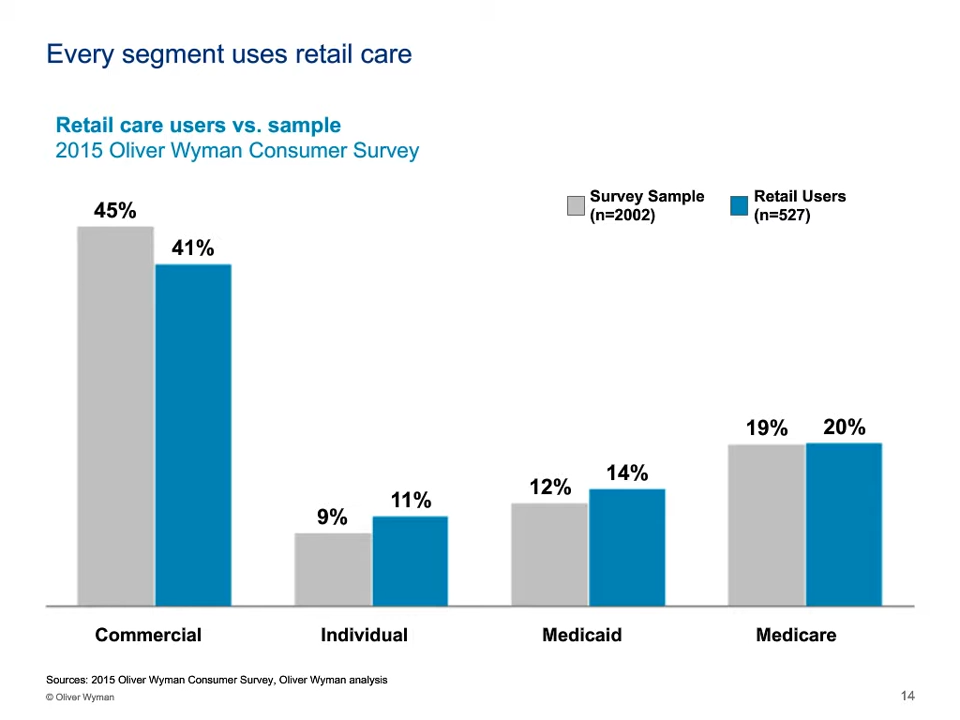 Every segment uses retail care
Retail care users vs. sample
2015 Oliver Wyman Consumer Survey
Survey Sample
(n=2002)
Retail Users
(n=527)
45%
41%
9%
11%
12%
14%
19%
20%
Commercial
Individual
Medicaid
Medicare
Sources: 2015 Oliver Wyman Consumer Survey, Oliver Wyman analysis
© Oliver Wyman
14